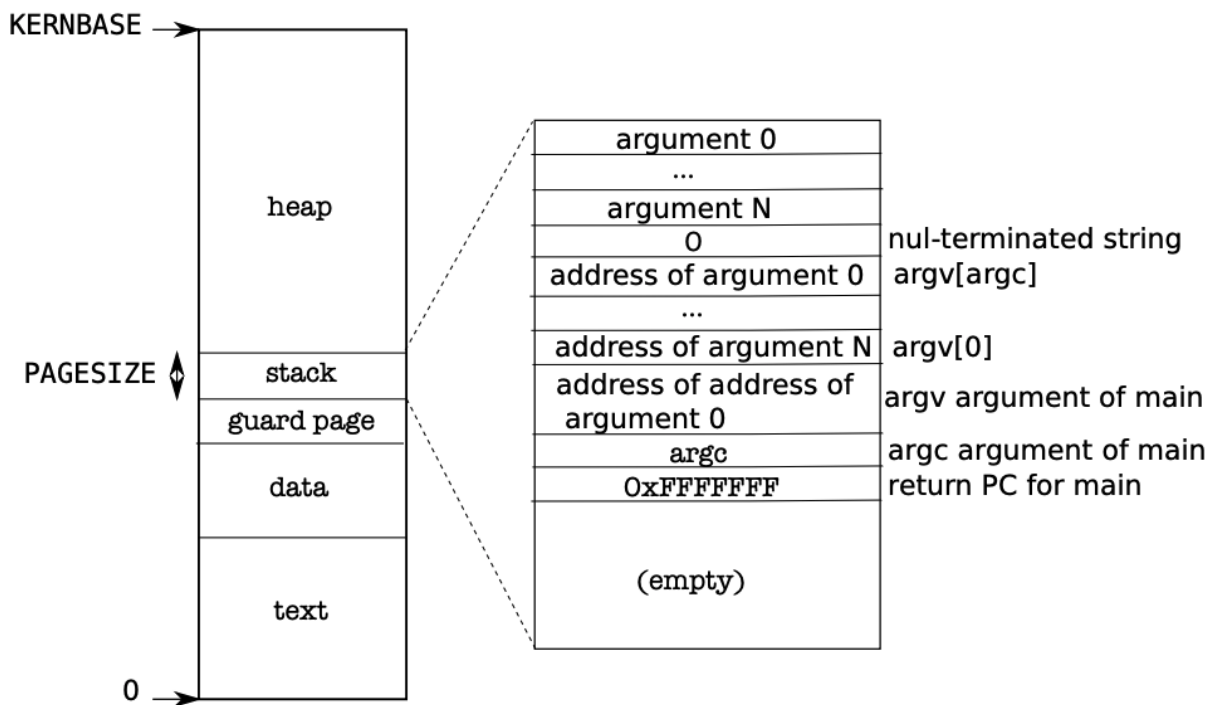 KERNBASE
heap
PAGESIZE
stack
guard page
data
text
0
argument 0
...
argument N
0 nul-terminated string
address of argument 0 argv[argc]
...
address of argument N argv[0]
address of address of
argument 0
argv argument of main
argc argc argument of main
0xFFFFFFF return PC for main
(empty)